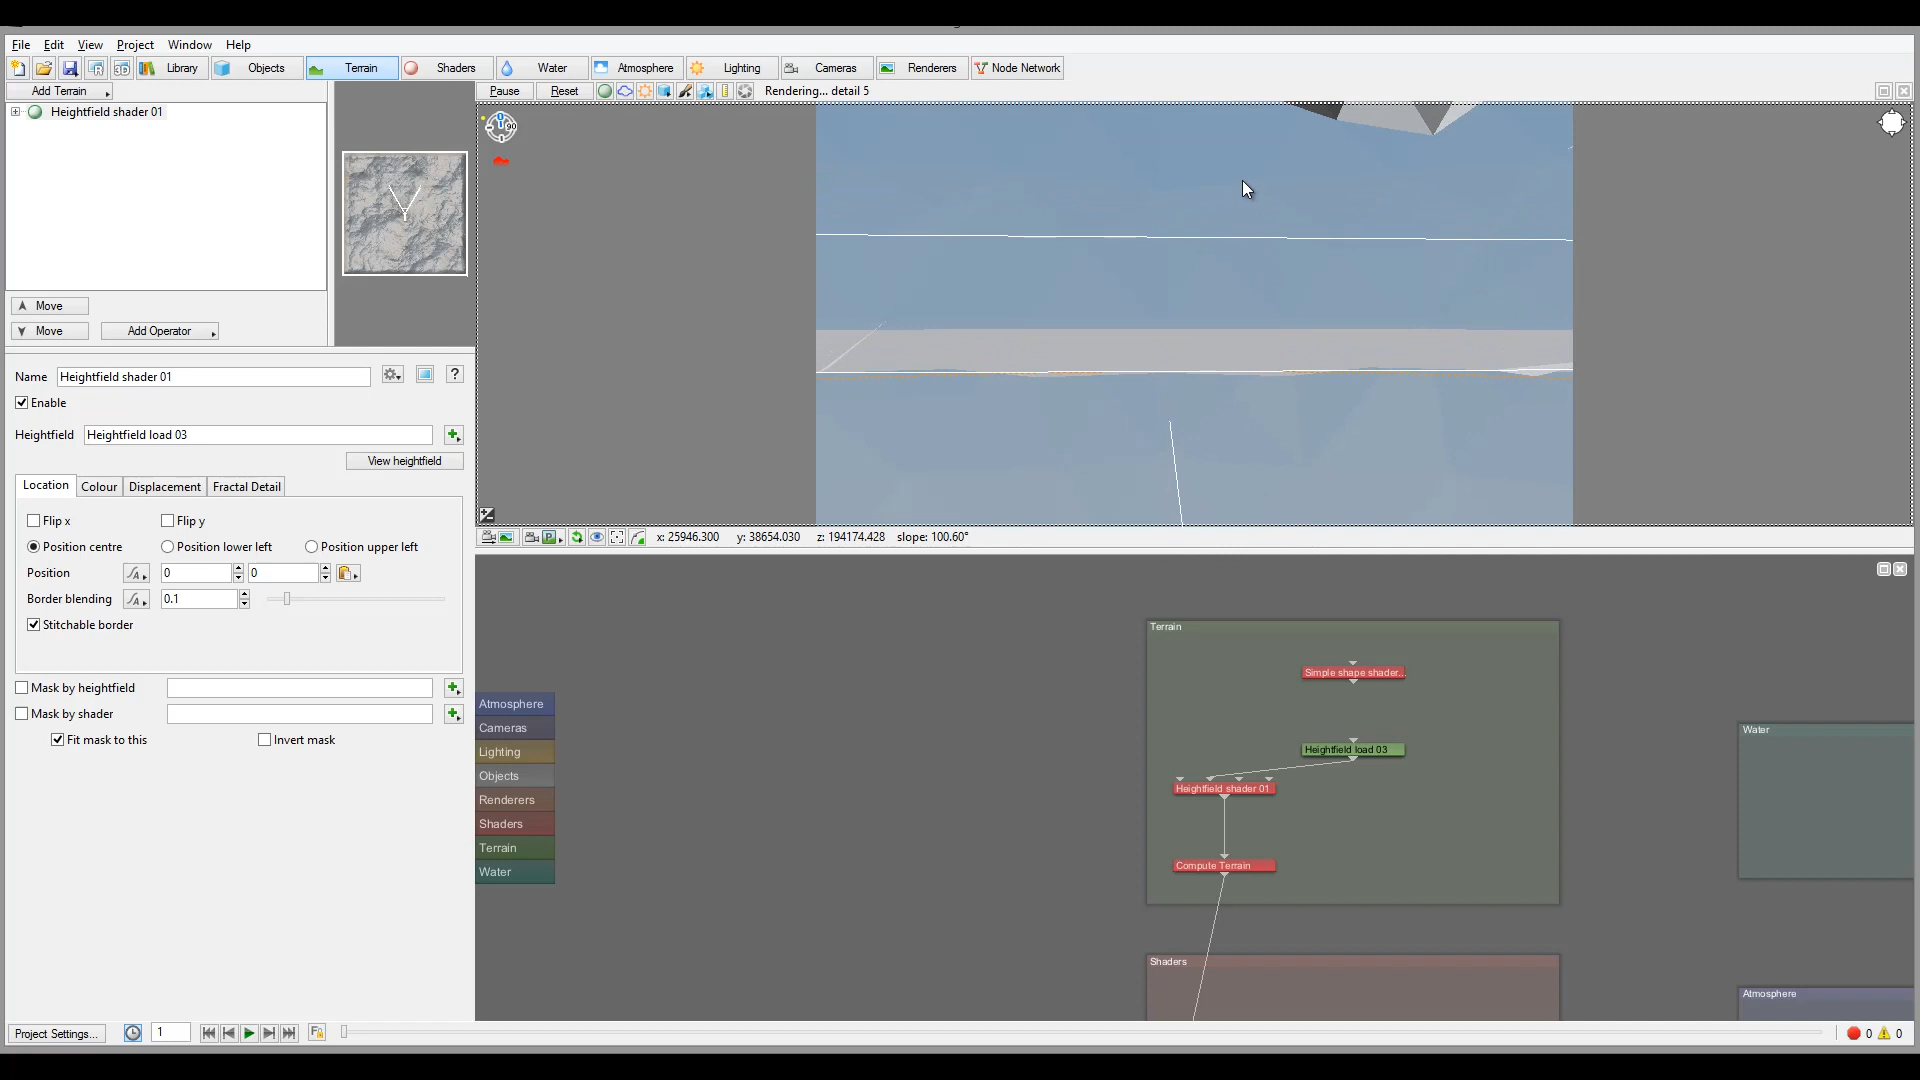 File Edit View Project Window Help
Library Objects Terrain Shaders Water Atmosphere Lighting Cameras Renderers Node Network
Add Terrain
Pause Reset Rendering... detail 5
Heightfield shader 01
90
Move
Move Add Operator
Name Heightfield shader 01 ?
Enable
Heightfield Heightfield load 03
View heightfield
Location Colour Displacement Fractal Detail
Flip x Flip y
Position centre Position lower left Position upper left
Position 0 0
Border blending 0.1
Stitchable border
Mask by heightfield
Mask by shader
Fit mask to this Invert mask
x: 25946.300 y: 38654.030 z: 194174.428 slope: 100.60°
Atmosphere
Cameras
Lighting
Objects
Renderers
Shaders
Terrain
Water
Terrain
Simple shape shader...
Heightfield load 03
Heightfield shader 01
Compute Terrain
Shaders
Water
Atmosphere
Project Settings... 1 0 0